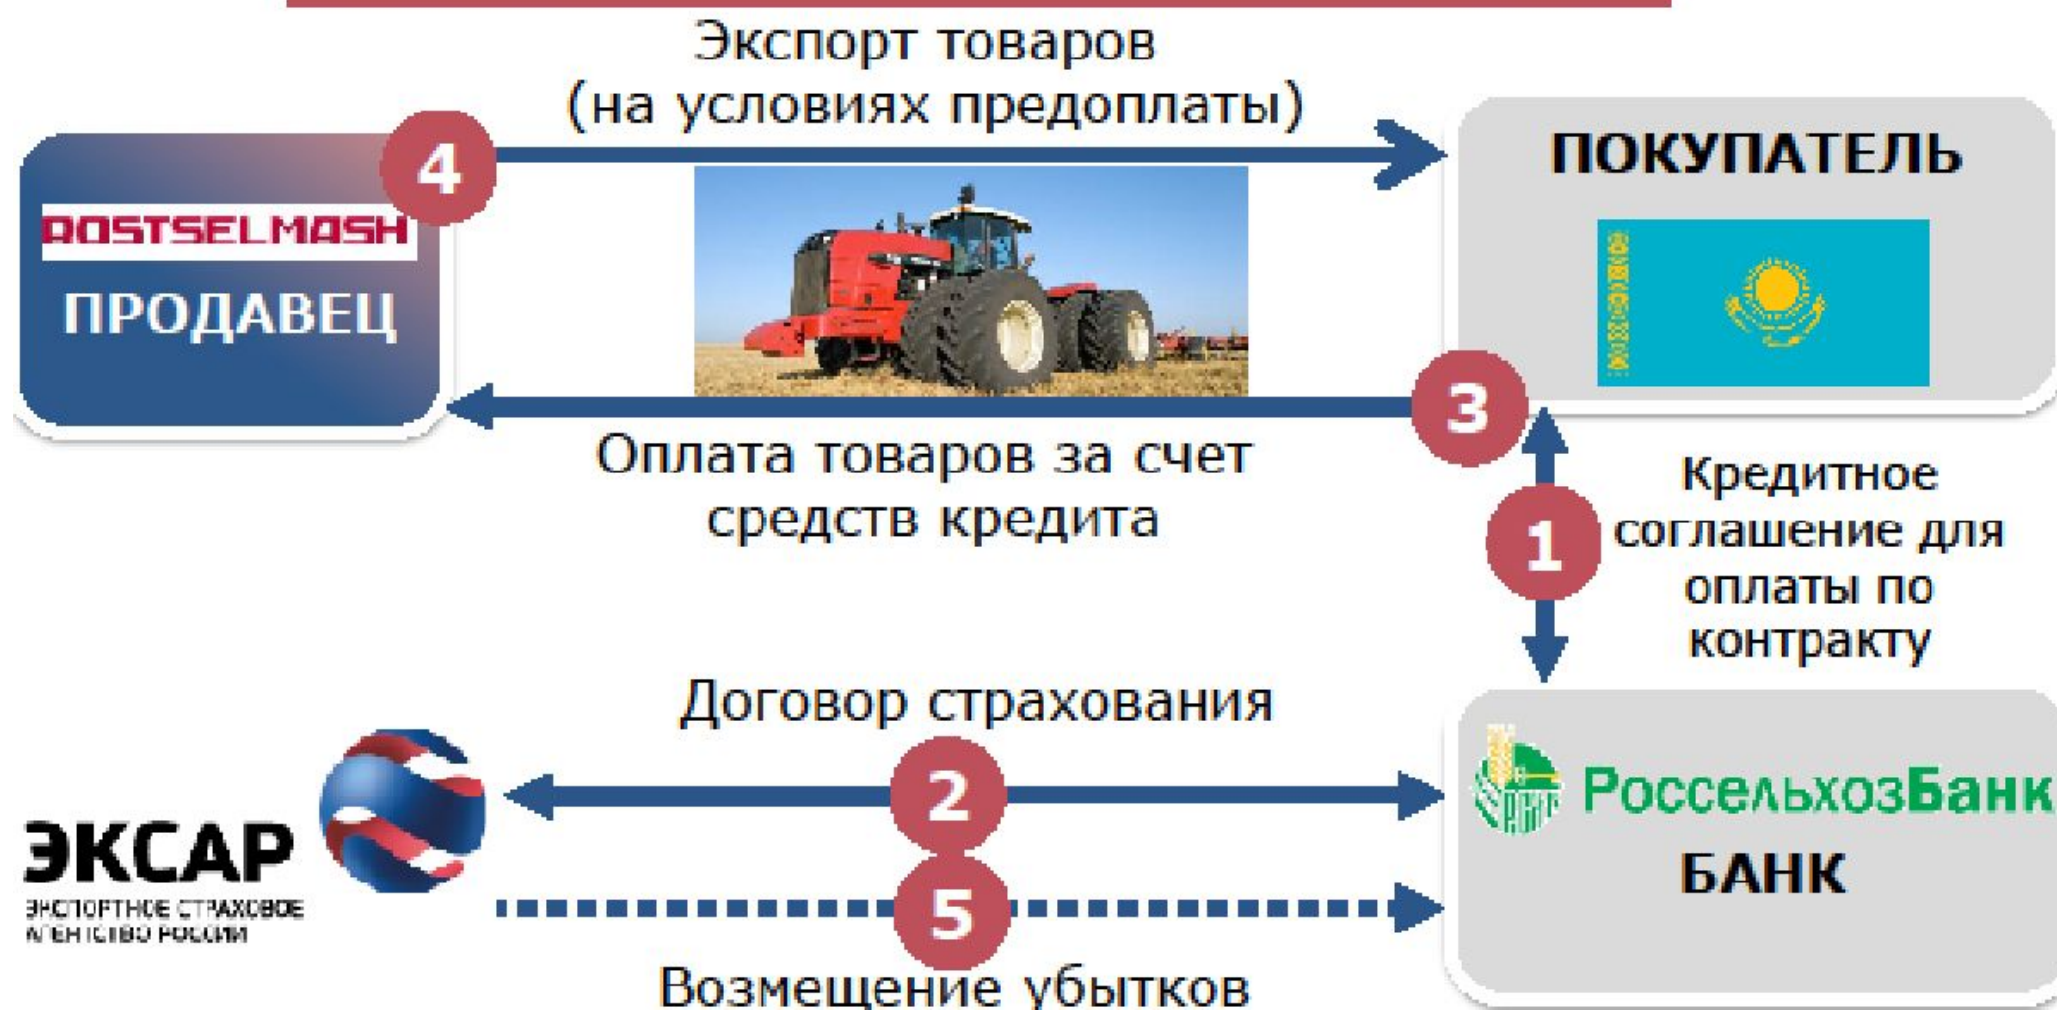 Экспорт товаров
(на условиях предоплаты)
4
ROSTSELMASH
ПРОДАВЕЦ
ПОКУПАТЕЛЬ
3
Оплата товаров за счет
средств кредита
1
Кредитное
соглашение для
оплаты по
контракту
Договор страхования
2
ЭКСАР
ЭКСПОРТНОЕ СТРАХОВОЕ
АГЕНТСТВО РОССИИ
РоссельхозБанк
БАНК
5
Возмещение убытков